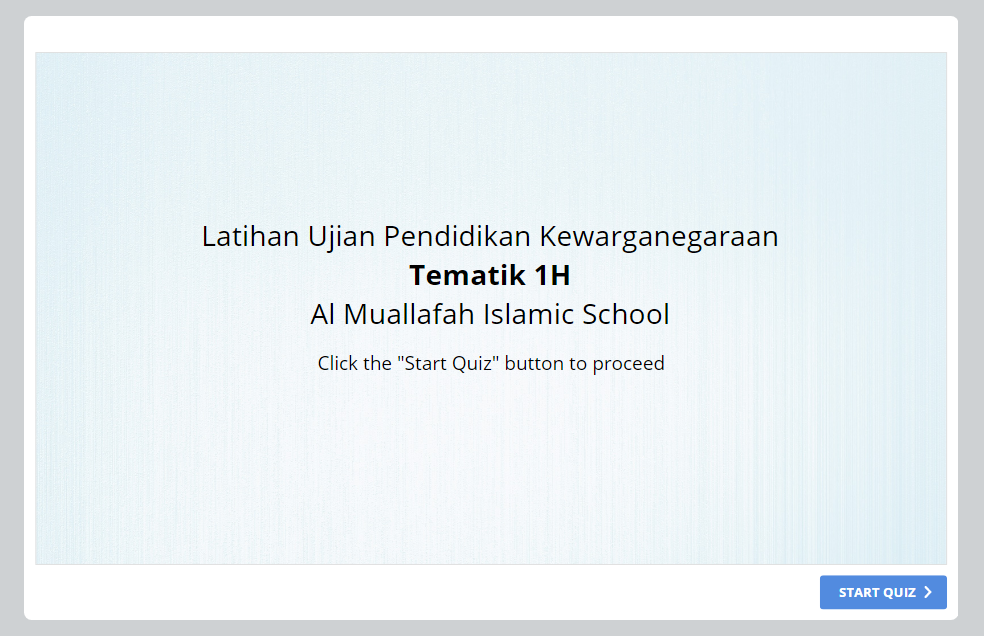 Latihan Ujian Pendidikan Kewarganegaraan
Tematik 1H
Al Muallafah Islamic School
Click the "Start Quiz" button to proceed
START QUIZ